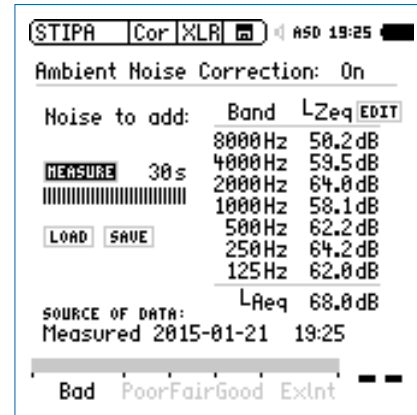 STIPA Cor XLR ASD 19:25
Ambient Noise Correction: On
Noise to add: Band LZeq EDIT
8000Hz 50.2dB
MEASURE 30s 4000Hz 59.5dB
2000Hz 64.0dB
1000Hz 58.1dB
LOAD SAVE 500Hz 62.2dB
250Hz 64.2dB
125Hz 62.0dB
LAeq 68.0dB
SOURCE OF DATA:
Measured 2015-01-21 19:25
Bad Poor Fair Good Exlnt --